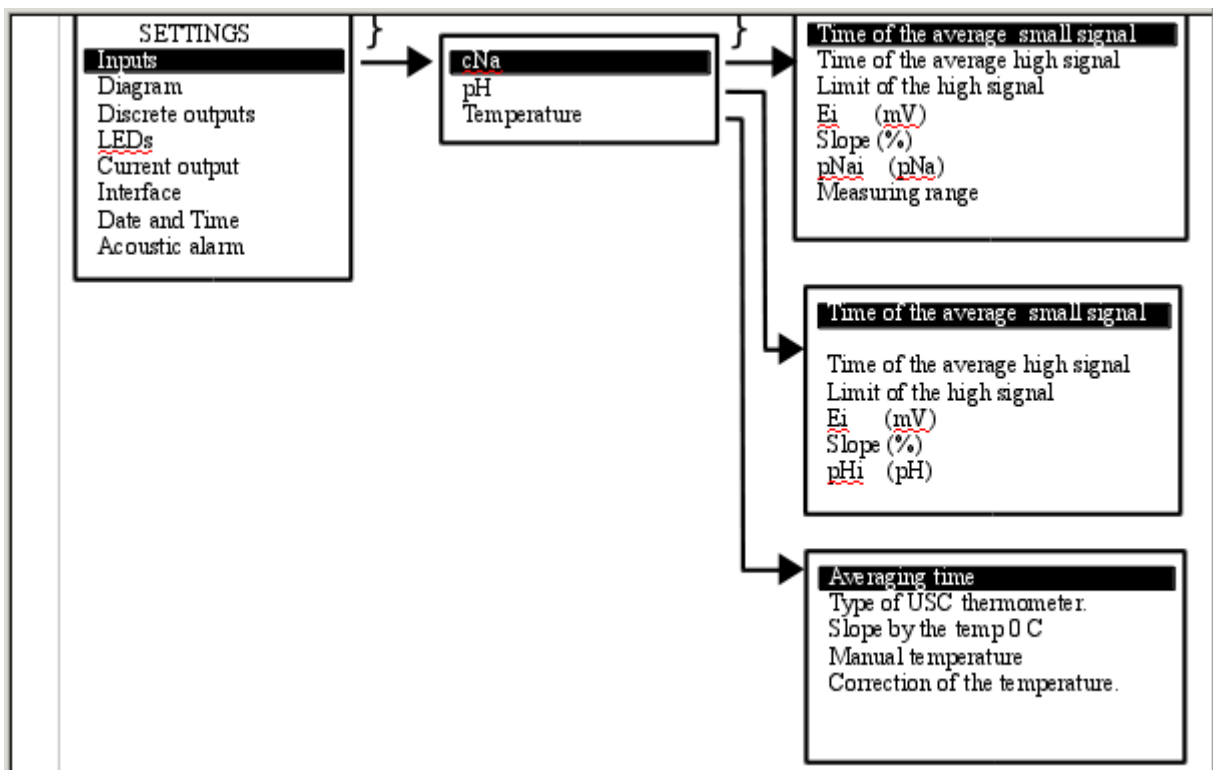 SETTINGS
Inputs
Diagram
Discrete outputs
LEDs
Current output
Interface
Date and Time
Acoustic alarm
}
cNa
pH
Temperature
}
Time of the average small signal
Time of the average high signal
Limit of the high signal
Ei (mV)
Slope (%)
pNai (pNa)
Measuring range
Time of the average small signal
Time of the average high signal
Limit of the high signal
Ei (mV)
Slope (%)
pHi (pH)
Averaging time
Type of USC thermometer.
Slope by the temp 0 C
Manual temperature
Correction of the temperature.